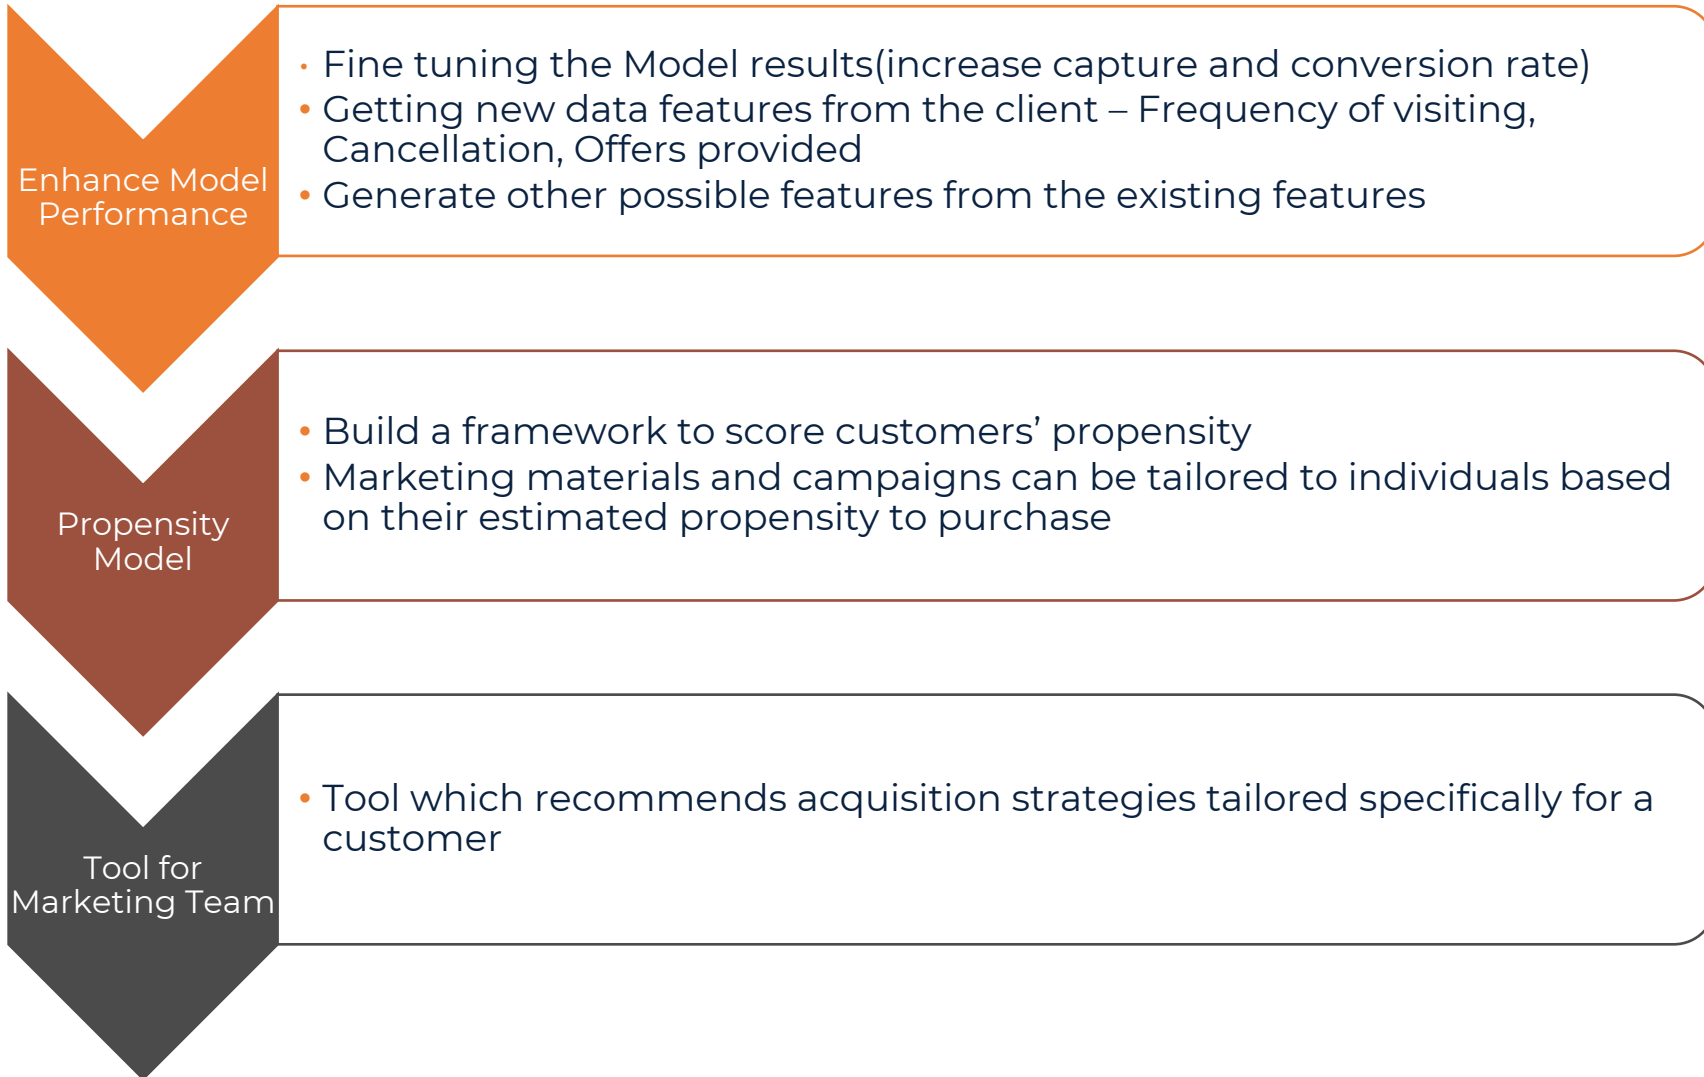 Enhance Model
Performance
• Fine tuning the Model results(increase capture and conversion rate)
• Getting new data features from the client – Frequency of visiting,
Cancellation, Offers provided
• Generate other possible features from the existing features
Propensity
Model
• Build a framework to score customers’ propensity
• Marketing materials and campaigns can be tailored to individuals based
on their estimated propensity to purchase
Tool for
Marketing Team
• Tool which recommends acquisition strategies tailored specifically for a
customer